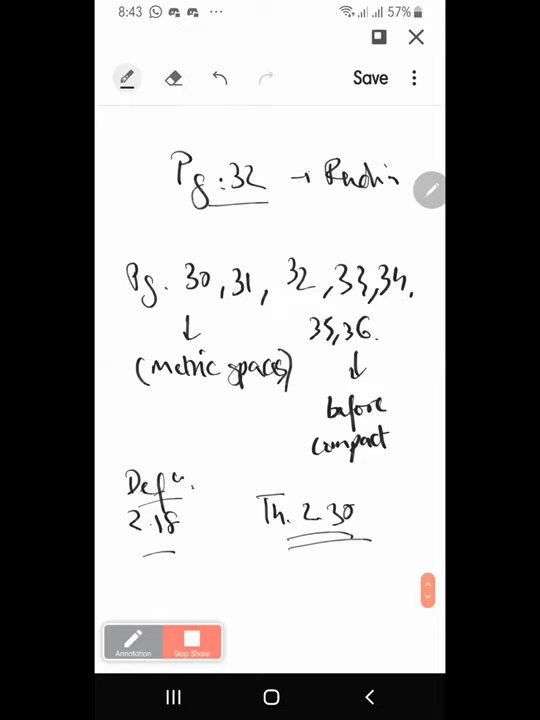 8:43 ... 57%
Save
Pg:32 → Rudin
Pg. 30,31, 32,33,34.
35,36.
↓ ↓
(metric spaces)
before
compact
Defn.
2.18 Th. 2.30
Annotation Stop Share